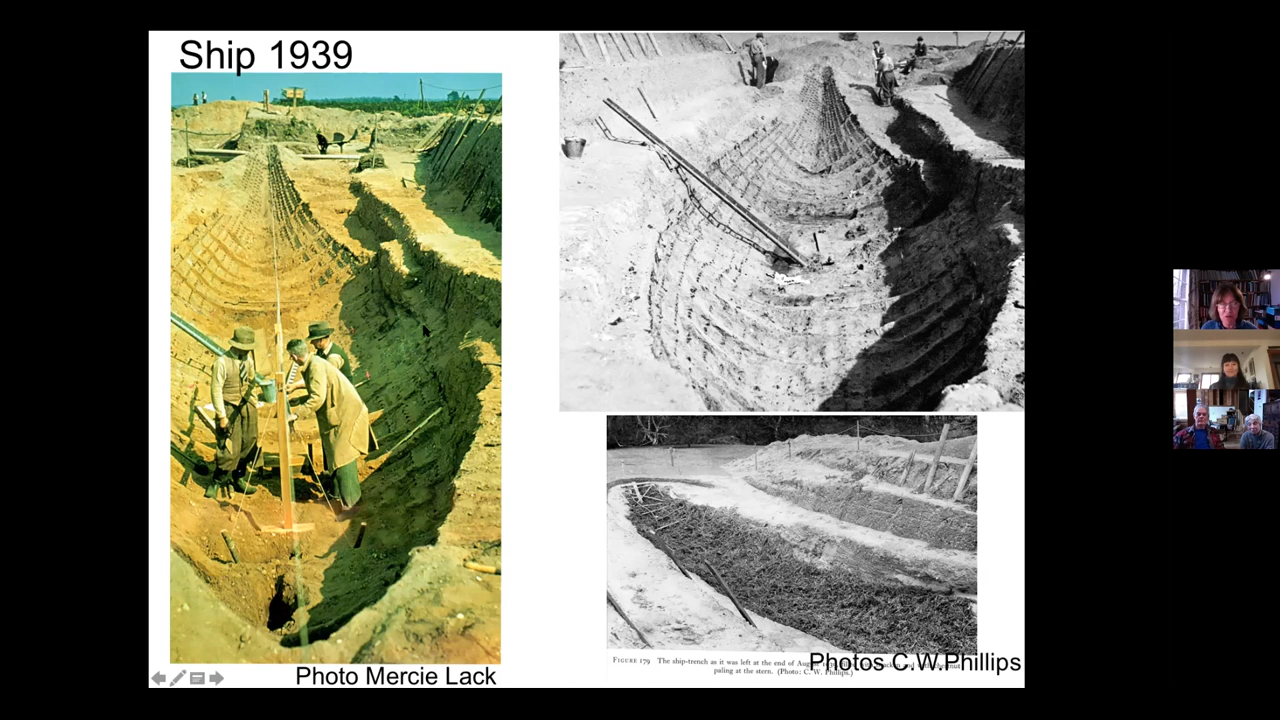 Ship 1939
Photo Mercie Lack
FIGURE 179 The ship-trench as it was left at the end of Aug
paling at the stern. (Photo: C. W. Phillips.)
Photos C.W.Phillips